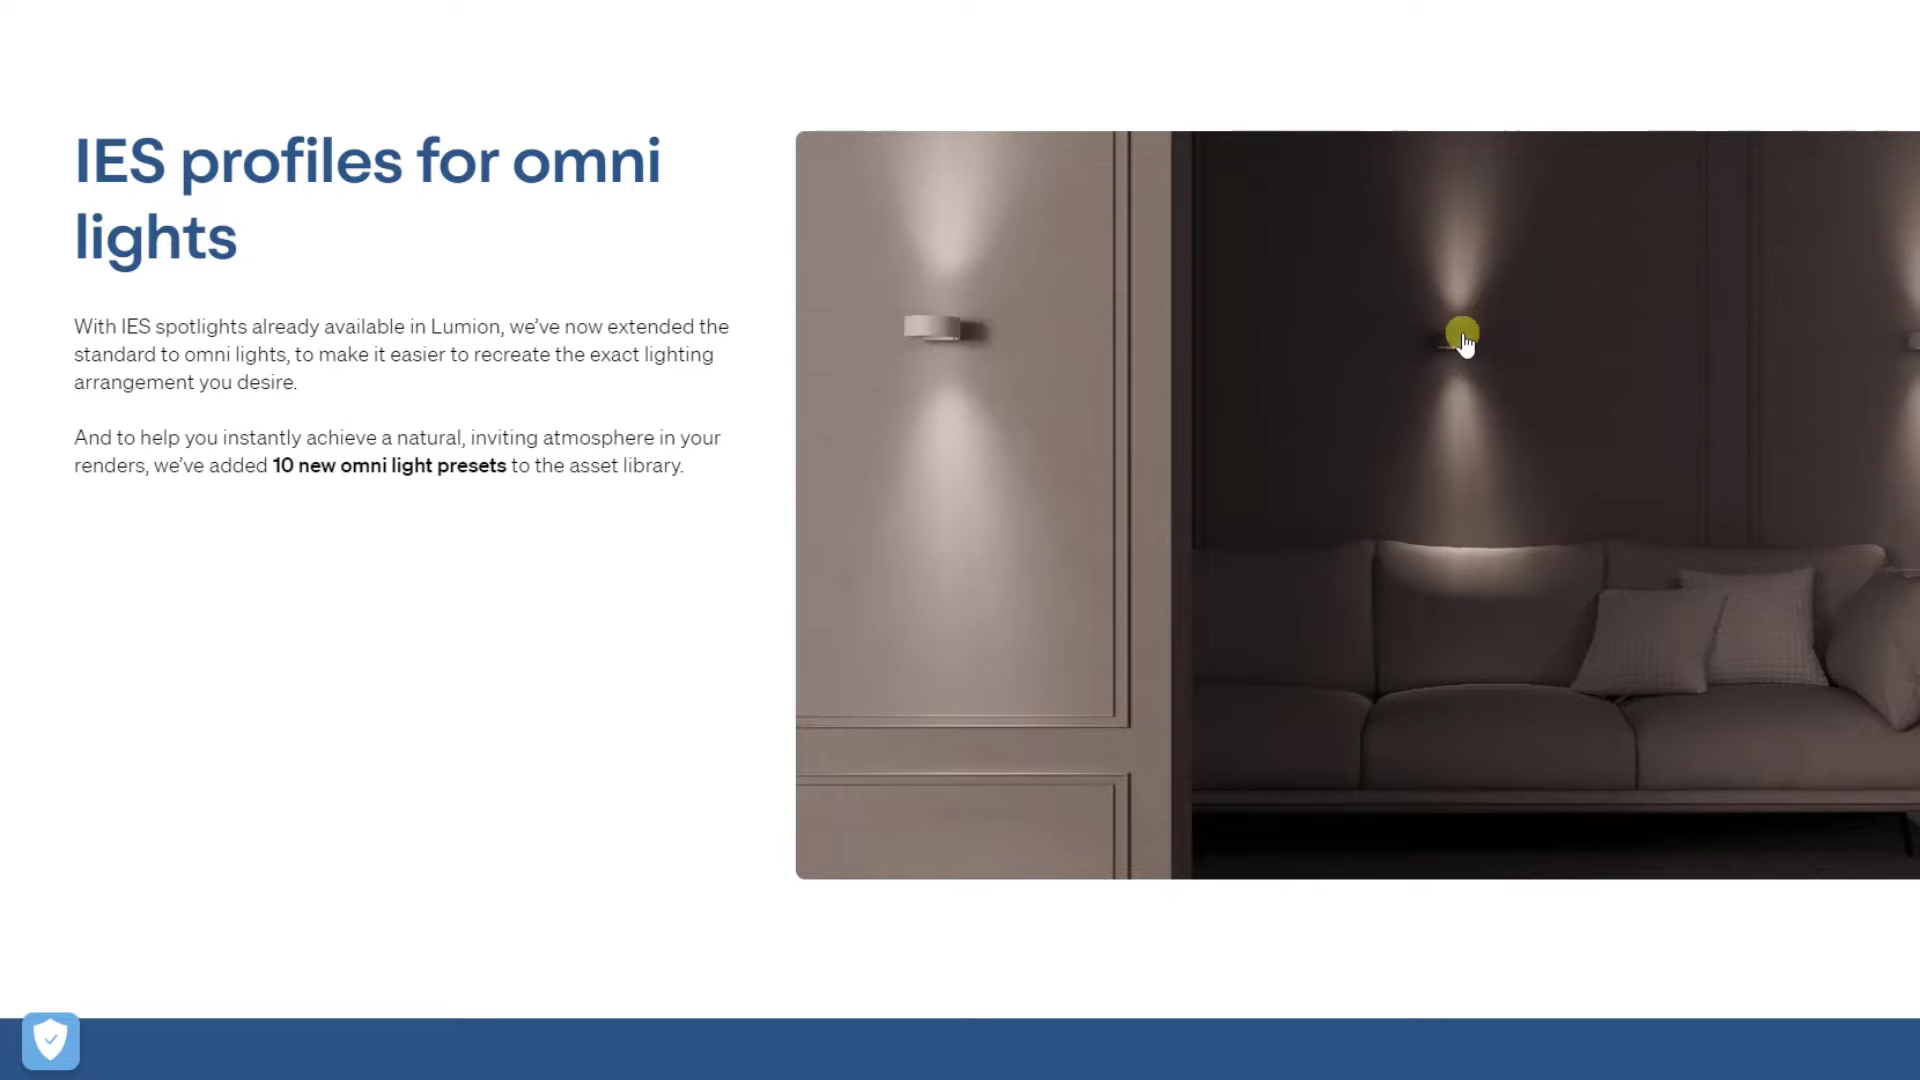 IES profiles for omni
lights
With IES spotlights already available in Lumion, we’ve now extended the
standard to omni lights, to make it easier to recreate the exact lighting
arrangement you desire.
And to help you instantly achieve a natural, inviting atmosphere in your
renders, we’ve added 10 new omni light presets to the asset library.